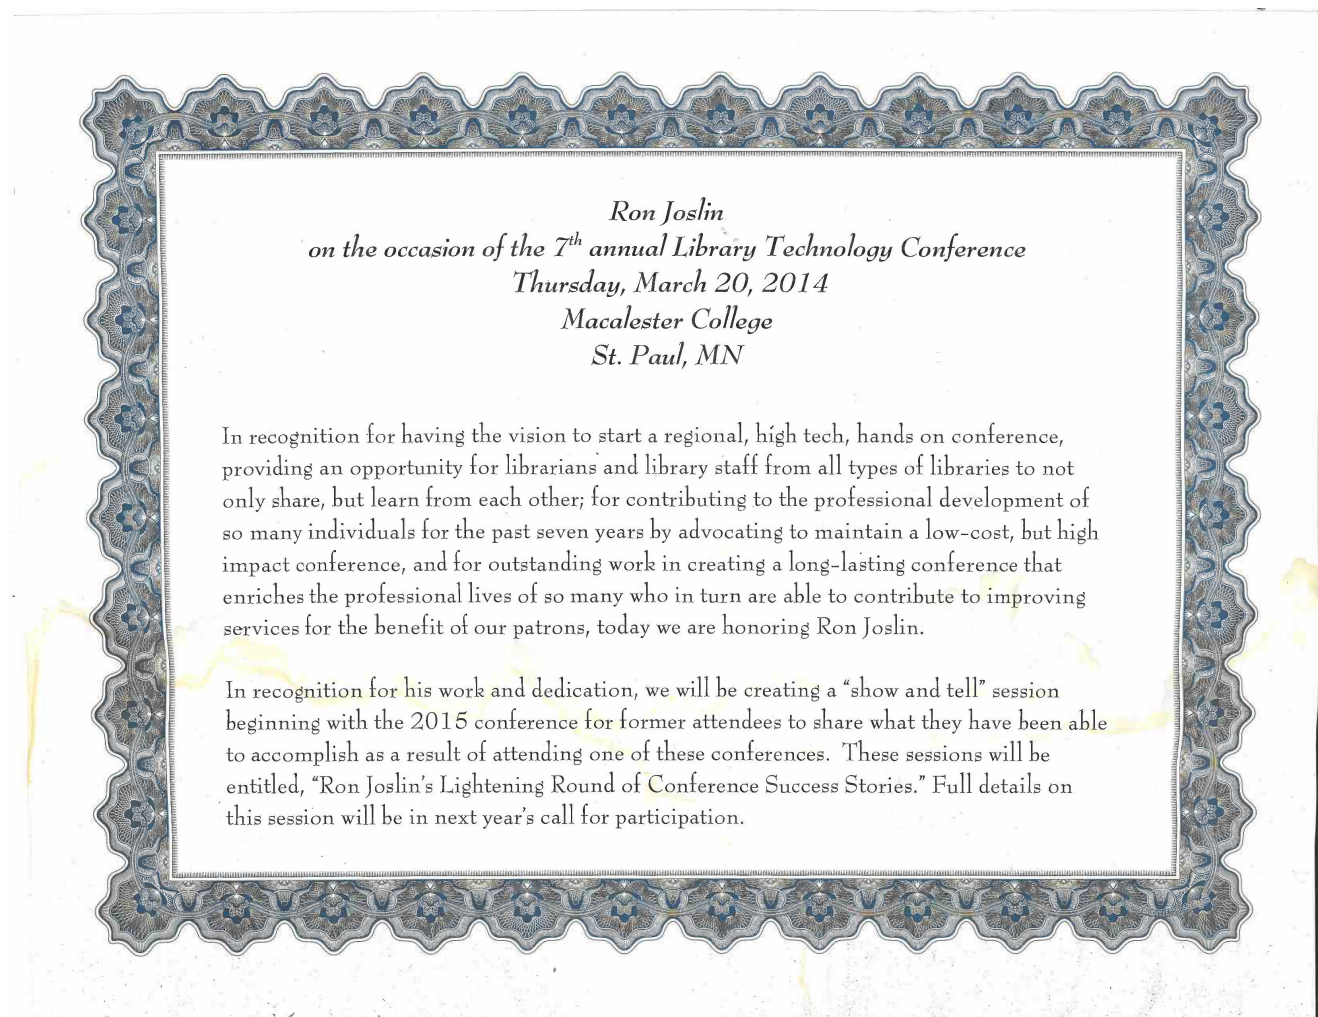 Ron Joslin
on the occasion of the 7th annual Library Technology Conference
Thursday, March 20, 2014
Macalester College
St. Paul, MN
In recognition for having the vision to start a regional, high tech, hands on conference,
providing an opportunity for librarians and library staff from all types of libraries to not
only share, but learn from each other; for contributing to the professional development of
so many individuals for the past seven years by advocating to maintain a low-cost, but high
impact conference, and for outstanding work in creating a long-lasting conference that
enriches the professional lives of so many who in turn are able to contribute to improving
services for the benefit of our patrons, today we are honoring Ron Joslin.
In recognition for his work and dedication, we will be creating a “show and tell” session
beginning with the 2015 conference for former attendees to share what they have been able
to accomplish as a result of attending one of these conferences. These sessions will be
entitled, “Ron Joslin’s Lightening Round of Conference Success Stories.” Full details on
this session will be in next year’s call for participation.